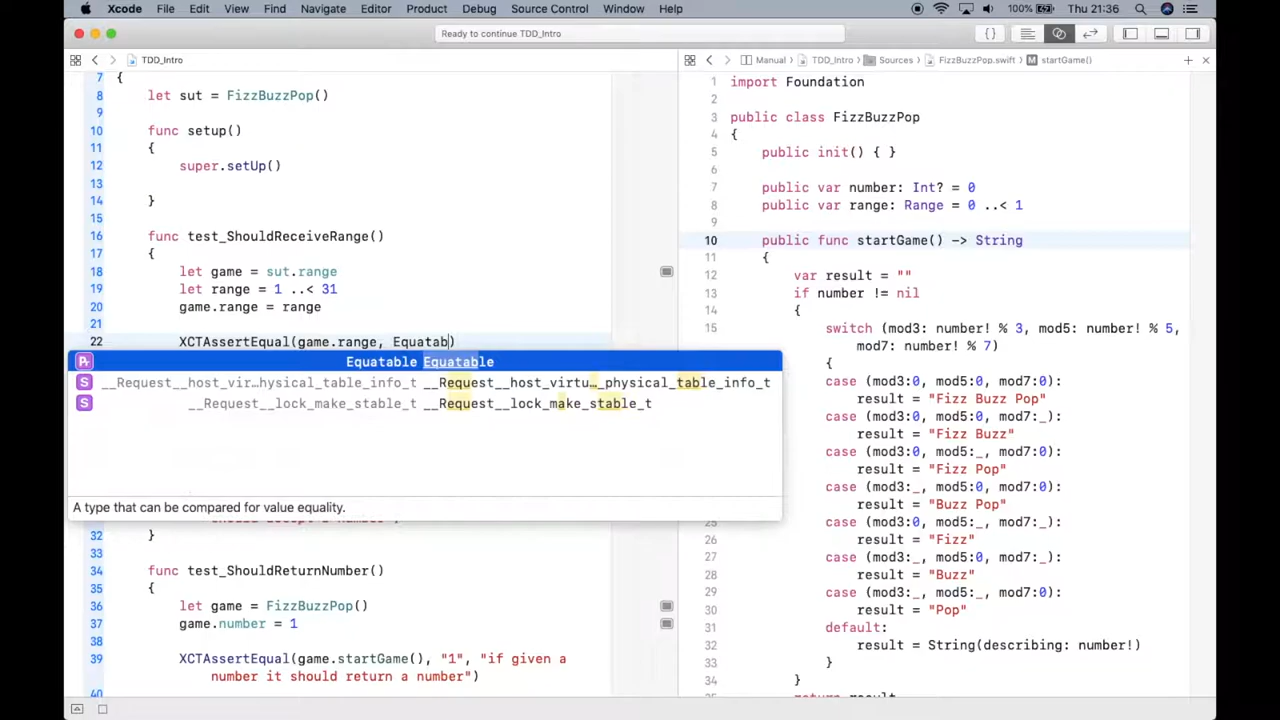 Xcode File Edit View Find Navigate Editor Product Debug Source Control Window Help 100% Thu 21:36
Ready to continue TDD_Intro
TDD_Intro
Manual TDD_Intro Sources FizzBuzzPop.swift M startGame()
7 {
8 let sut = FizzBuzzPop()
9
10 func setup()
11 {
12 super.setUp()
13
14 }
15
16 func test_ShouldReceiveRange()
17 {
18 let game = sut.range
19 let range = 1 ..< 31
20 game.range = range
21
22 XCTAssertEqual(game.range, Equatab)
Equatable Equatable
__Request__host_vir…hysical_table_info_t __Request__host_virtu…_physical_table_info_t
__Request__lock_make_stable_t __Request__lock_make_stable_t
A type that can be compared for value equality.
32 }
33
34 func test_ShouldReturnNumber()
35 {
36 let game = FizzBuzzPop()
37 game.number = 1
38
39 XCTAssertEqual(game.startGame(), "1", "if given a
number it should return a number")
40
1 import Foundation
2
3 public class FizzBuzzPop
4 {
5 public init() { }
6
7 public var number: Int? = 0
8 public var range: Range = 0 ..< 1
9
10 public func startGame() -> String
11 {
12 var result = ""
13 if number != nil
14 {
15 switch (mod3: number! % 3, mod5: number! % 5,
mod7: number! % 7)
{
case (mod3:0, mod5:0, mod7:0):
result = "Fizz Buzz Pop"
case (mod3:0, mod5:0, mod7:_):
result = "Fizz Buzz"
case (mod3:0, mod5:_, mod7:0):
result = "Fizz Pop"
case (mod3:_, mod5:0, mod7:0):
result = "Buzz Pop"
25 case (mod3:0, mod5:_, mod7:_):
26 result = "Fizz"
27 case (mod3:_, mod5:0, mod7:_):
28 result = "Buzz"
29 case (mod3:_, mod5:_, mod7:0):
30 result = "Pop"
31 default:
32 result = String(describing: number!)
33 }
34 }
35 return result